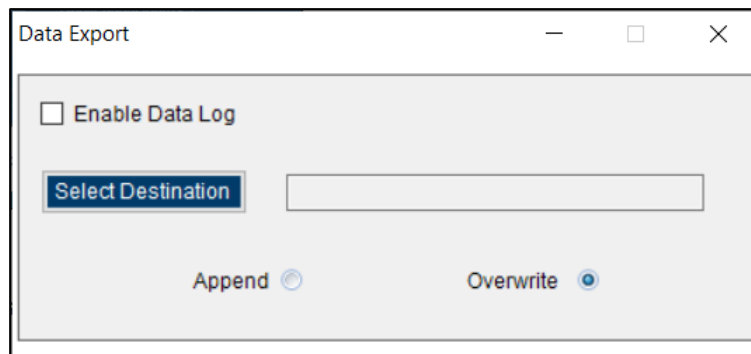 Data Export
Enable Data Log
Select Destination
Append Overwrite